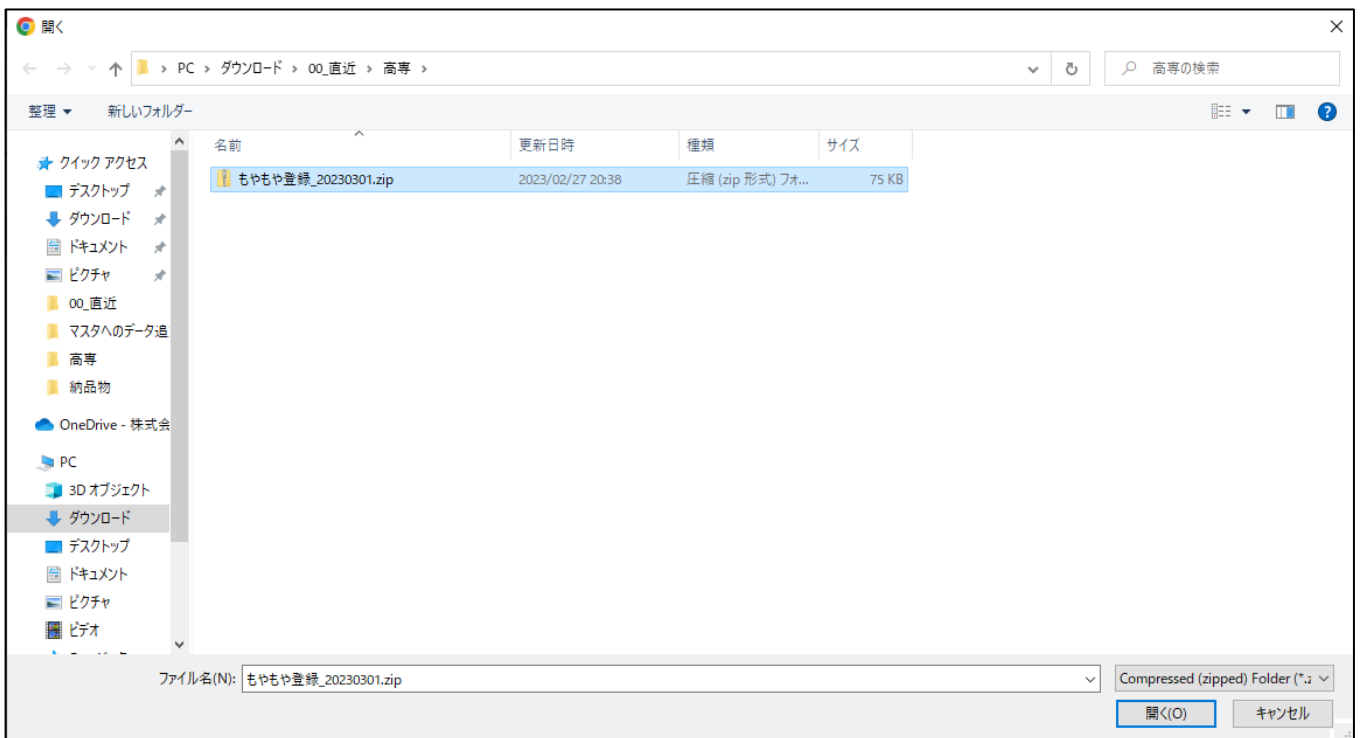 開く
PC › ダウンロード › 00_直近 › 高専 ›
高専の検索
整理 新しいフォルダー
名前 更新日時 種類 サイズ
もやもや登録_20230301.zip 2023/02/27 20:38 圧縮 (zip 形式) フォ... 75 KB
クイック アクセス
デスクトップ
ダウンロード
ドキュメント
ピクチャ
00_直近
マスタへのデータ追
高専
納品物
OneDrive - 株式会
PC
3D オブジェクト
ダウンロード
デスクトップ
ドキュメント
ピクチャ
ビデオ
ファイル名(N): もやもや登録_20230301.zip
Compressed (zipped) Folder (*.z
開く(O) キャンセル